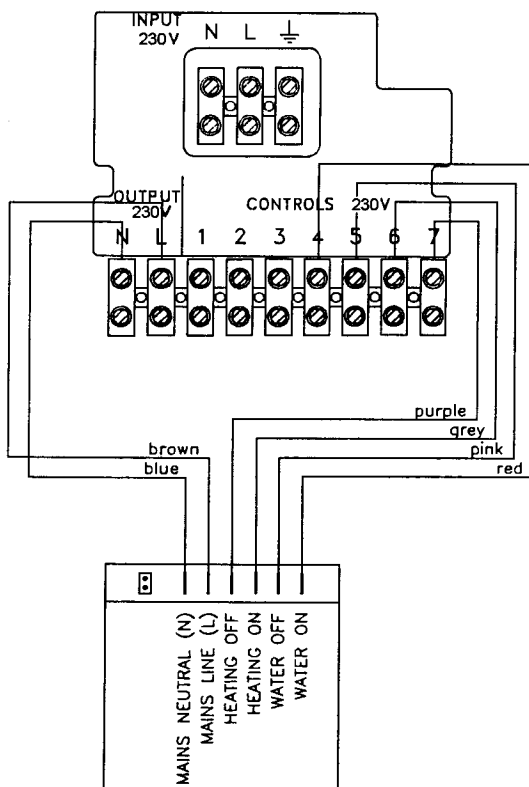 INPUT
230V
N L
OUTPUT
230V
CONTROLS 230V
N L 1 2 3 4 5 6 7
purple
grey
brown
pink
blue
red
MAINS NEUTRAL (N)
MAINS LINE (L)
HEATING OFF
HEATING ON
WATER OFF
WATER ON